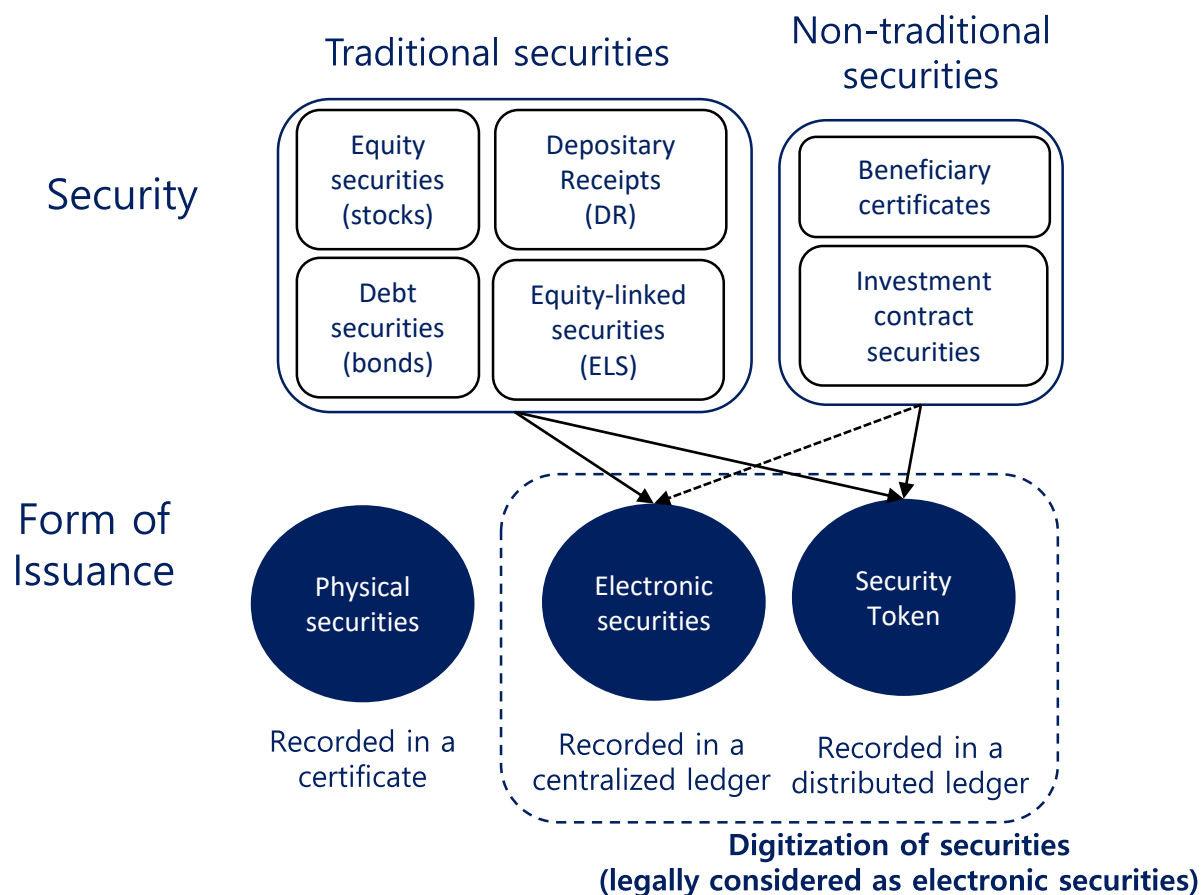 Traditional securities
Non-traditional
securities
Security
Equity
securities
(stocks)
Depositary
Receipts
(DR)
Debt
securities
(bonds)
Equity-linked
securities
(ELS)
Beneficiary
certificates
Investment
contract
securities
Form of
Issuance
Physical
securities
Electronic
securities
Security
Token
Recorded in a
certificate
Recorded in a
centralized ledger
Recorded in a
distributed ledger
Digitization of securities
(legally considered as electronic securities)